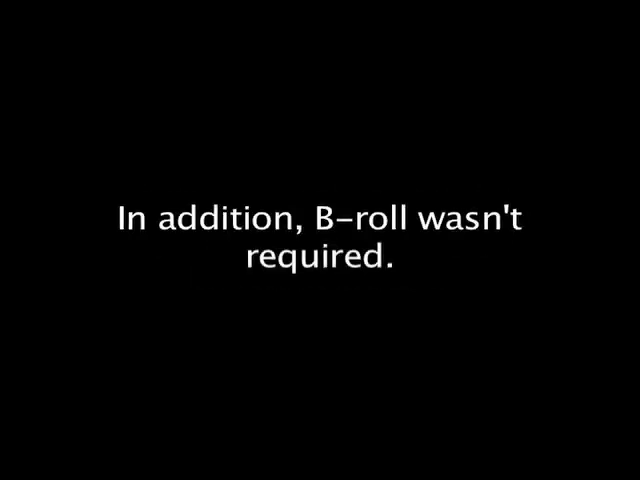 In addition, B-roll wasn't
required.